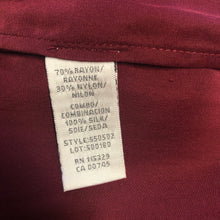 70% RAYON/
RAYONNE
30% NYLON/
NILON
COMBO/
COMBINACION
100% SILK/
SOIE/SEDA
STYLE:550502
LOT:500180
RN 115229
CA 00705